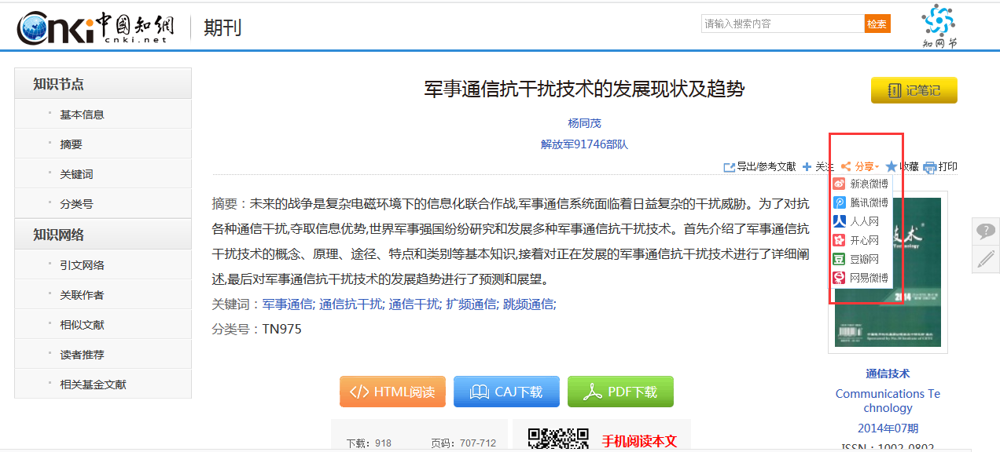 Cnki 中國知網
cnki.net
期刊
请输入搜索内容
检索
知网节
知识节点
基本信息
摘要
关键词
分类号
知识网络
引文网络
关联作者
相似文献
读者推荐
相关基金文献
军事通信抗干扰技术的发展现状及趋势
记笔记
杨同茂
解放军91746部队
导出/参考文献 关注 分享 收藏 打印
新浪微博
腾讯微博
人人网
开心网
豆瓣网
网易微博
摘要：未来的战争是复杂电磁环境下的信息化联合作战,军事通信系统面临着日益复杂的干扰威胁。为了对抗
各种通信干扰,夺取信息优势,世界军事强国纷纷研究和发展多种军事通信抗干扰技术。首先介绍了军事通信
抗干扰技术的概念、原理、途径、特点和类别等基本知识,接着对正在发展的军事通信抗干扰技术进行了详细阐
述,最后对军事通信抗干扰技术的发展趋势进行了预测和展望。
关键词：军事通信; 通信抗干扰; 通信干扰; 扩频通信; 跳频通信;
分类号：TN975
HTML阅读
CAJ下载
PDF下载
下载：918 页码：707-712
手机阅读本文
术
Technology
2014
通信技术
Communications Te
chnology
2014年07期
ISSN：1002-0802